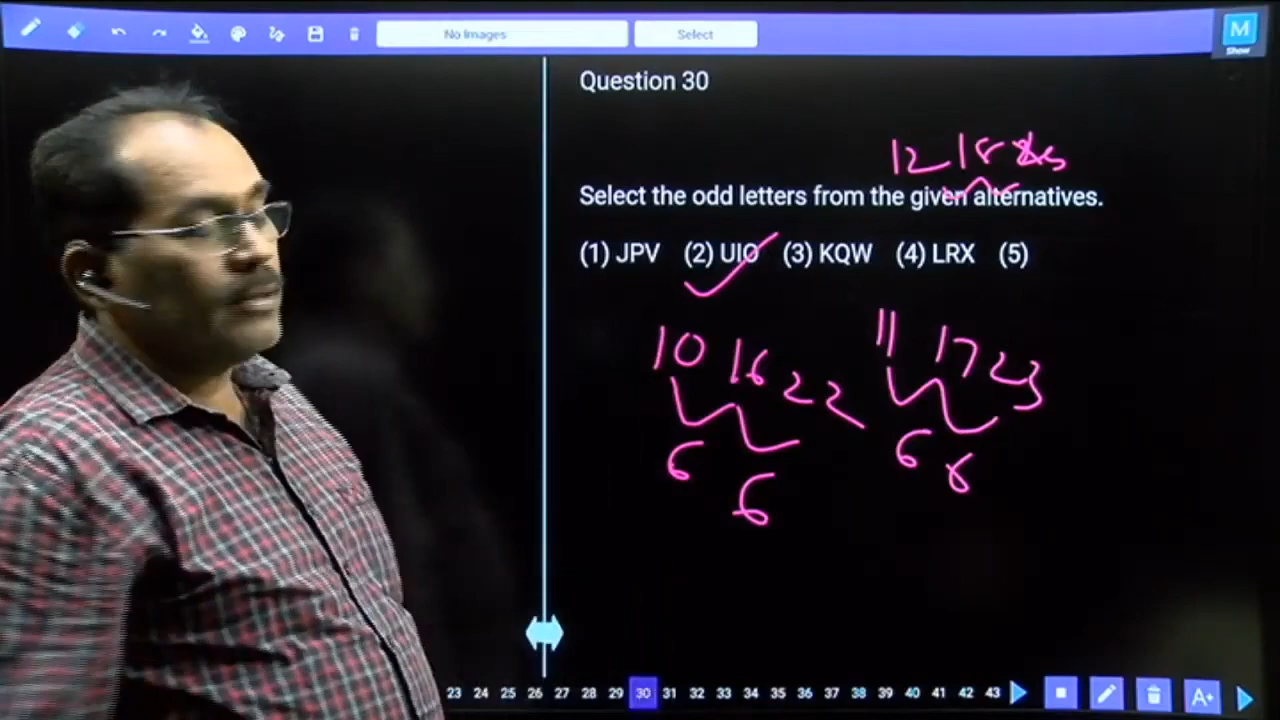 No Images Select
M
Show
Question 30
12 18
Select the odd letters from the given alternatives.
(1) JPV (2) UIO (3) KQW (4) LRX (5)
10 16 22 11 17 23
6 6 6 6
23 24 25 26 27 28 29 30 31 32 33 34 35 36 37 38 39 40 41 42 43
A+